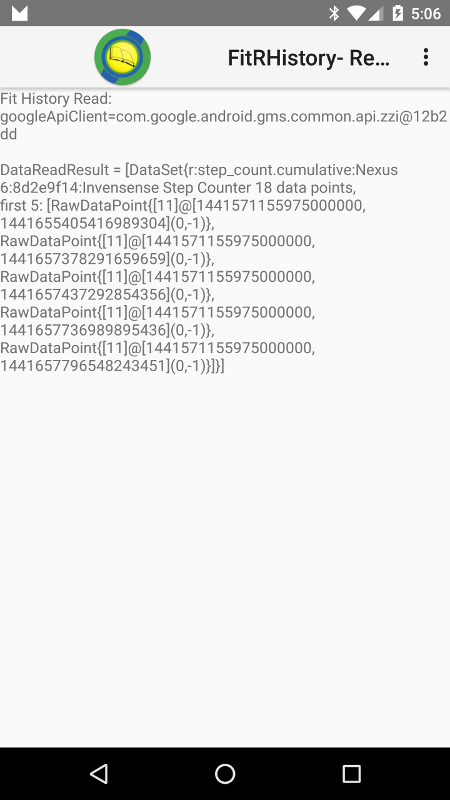 5:06
FitRHistory- Re...
Fit History Read:
googleApiClient=com.google.android.gms.common.api.zzi@12b2
dd
DataReadResult = [DataSet{r:step_count.cumulative:Nexus
6:8d2e9f14:Invensense Step Counter 18 data points,
first 5: [RawDataPoint{[11]@[1441571155975000000,
1441655405416989304](0,-1)},
RawDataPoint{[11]@[1441571155975000000,
1441657378291659659](0,-1)},
RawDataPoint{[11]@[1441571155975000000,
1441657437292854356](0,-1)},
RawDataPoint{[11]@[1441571155975000000,
1441657736989895436](0,-1)},
RawDataPoint{[11]@[1441571155975000000,
1441657796548243451](0,-1)}]}]